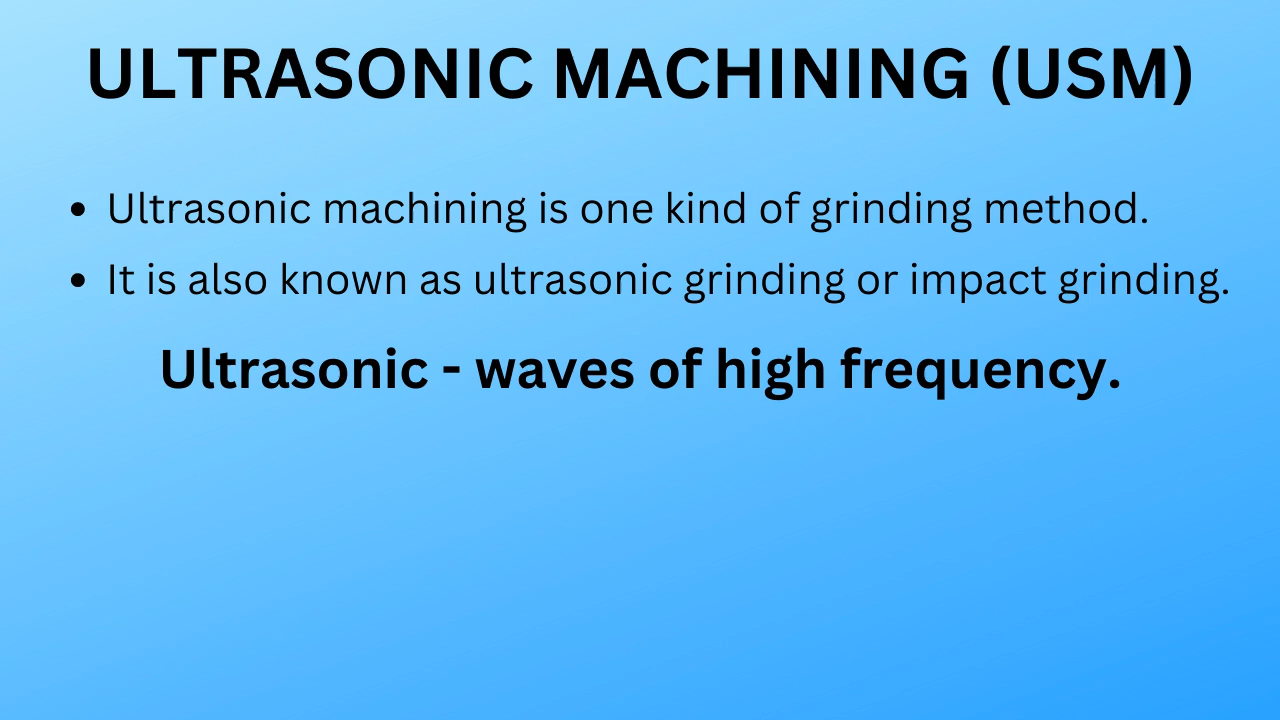 ULTRASONIC MACHINING (USM)
• Ultrasonic machining is one kind of grinding method.
• It is also known as ultrasonic grinding or impact grinding.
Ultrasonic - waves of high frequency.